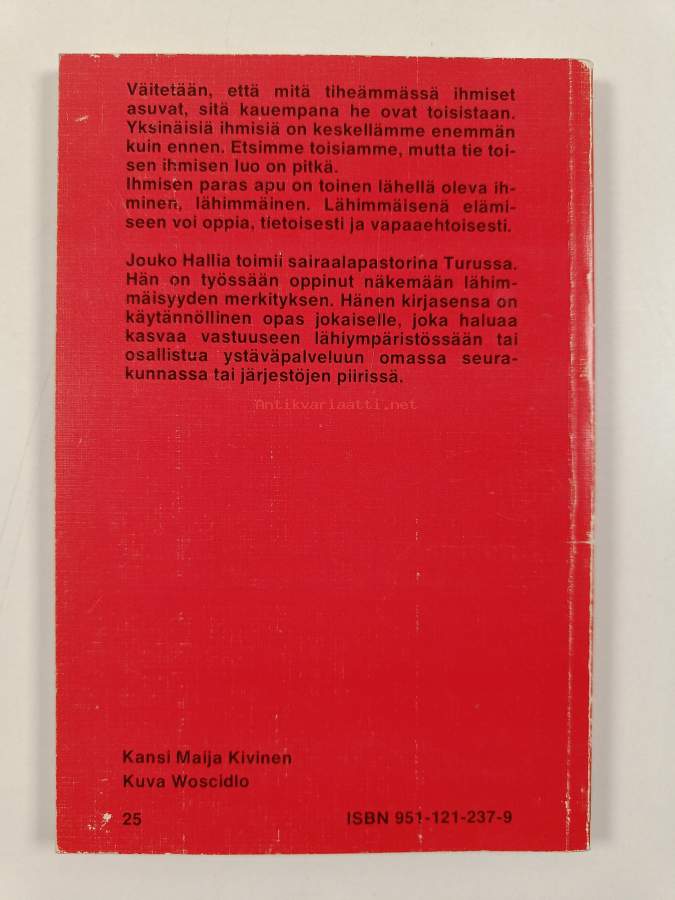 Väitetään, että mitä tiheämmässä ihmiset
asuvat, sitä kauempana he ovat toisistaan.
Yksinäisiä ihmisiä on keskellämme enemmän
kuin ennen. Etsimme toisiamme, mutta tie toi-
sen ihmisen luo on pitkä.
Ihmisen paras apu on toinen lähellä oleva ih-
minen, lähimmäinen. Lähimmäisenä elämi-
seen voi oppia, tietoisesti ja vapaaehtoisesti.
Jouko Hallia toimii sairaalapastorina Turussa.
Hän on työssään oppinut näkemään lähim-
mäisyyden merkityksen. Hänen kirjasensa on
käytännöllinen opas jokaiselle, joka haluaa
kasvaa vastuuseen lähiympäristössään tai
osallistua ystäväpalveluun omassa seura-
kunnassa tai järjestöjen piirissä.
Antikvariaatti.net
Kansi Maija Kivinen
Kuva Woscidlo
25 ISBN 951-121-237-9